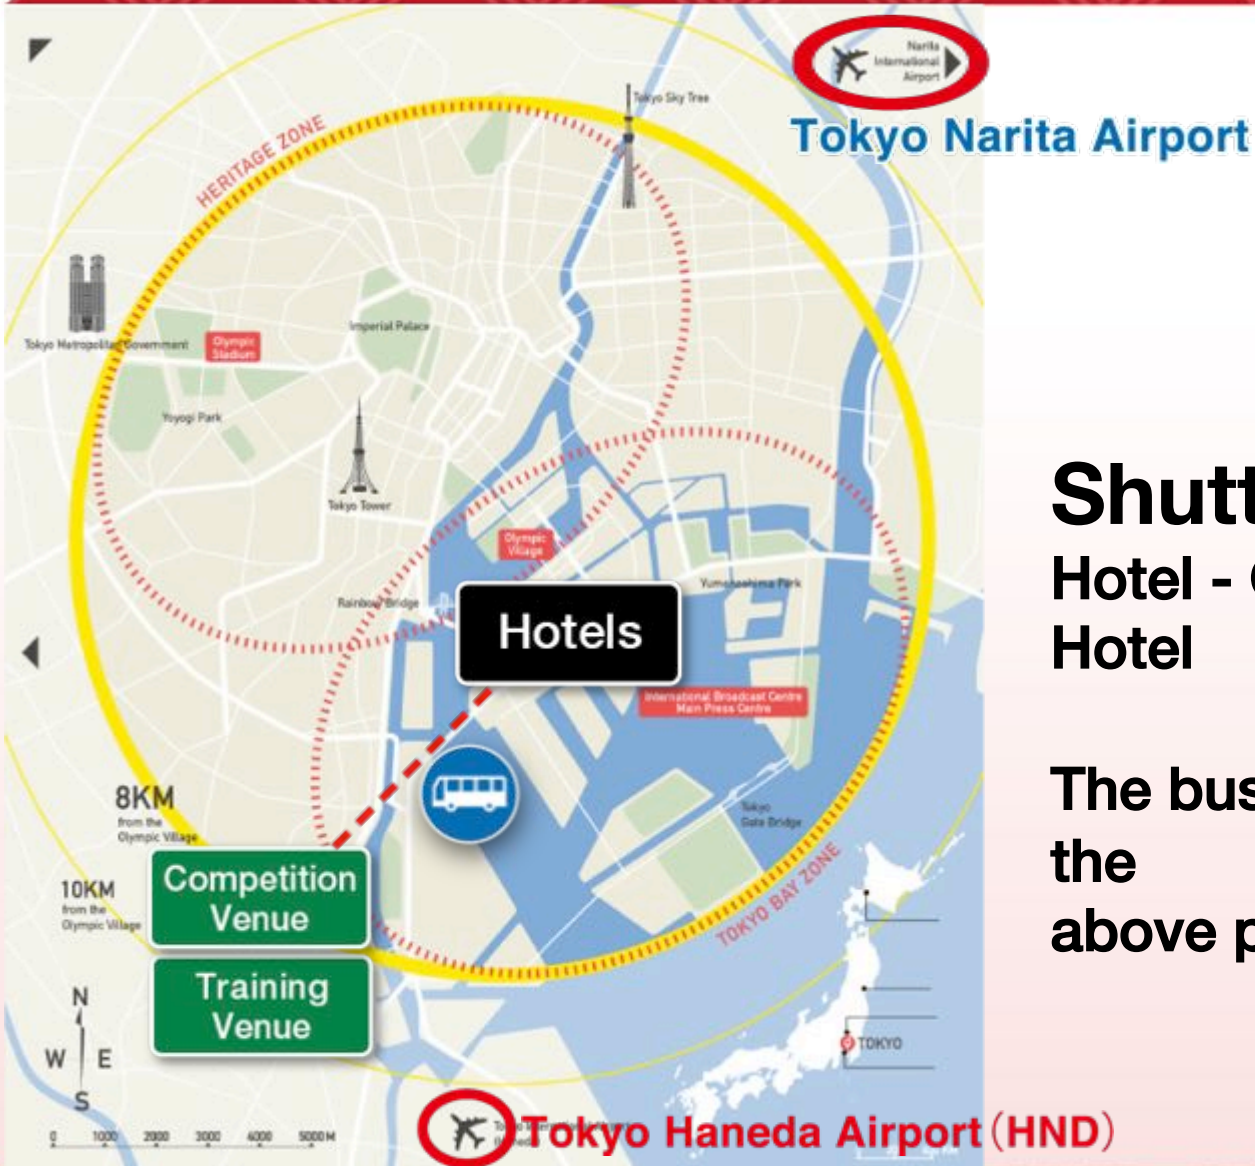 Narita
International
Airport
Tokyo Narita Airport
Tokyo Sky Tree
HERITAGE ZONE
Imperial Palace
Tokyo Metropolitan Government
Olympic
Stadium
Yoyogi Park
Tokyo Tower
Olympic
Village
Rainbow Bridge
Yumenoshima Park
Hotels
International Broadcast Centre
Main Press Centre
Shutt
Hotel - 
Hotel
The bus
the
above p
8KM
from the
Olympic Village
Tokyo
Gate Bridge
TOKYO BAY ZONE
Competition
Venue
10KM
from the
Olympic Village
Training
Venue
N
W E
S
TOKYO
0 1000 2000 3000 4000 5000M
Tokyo Haneda Airport (HND)